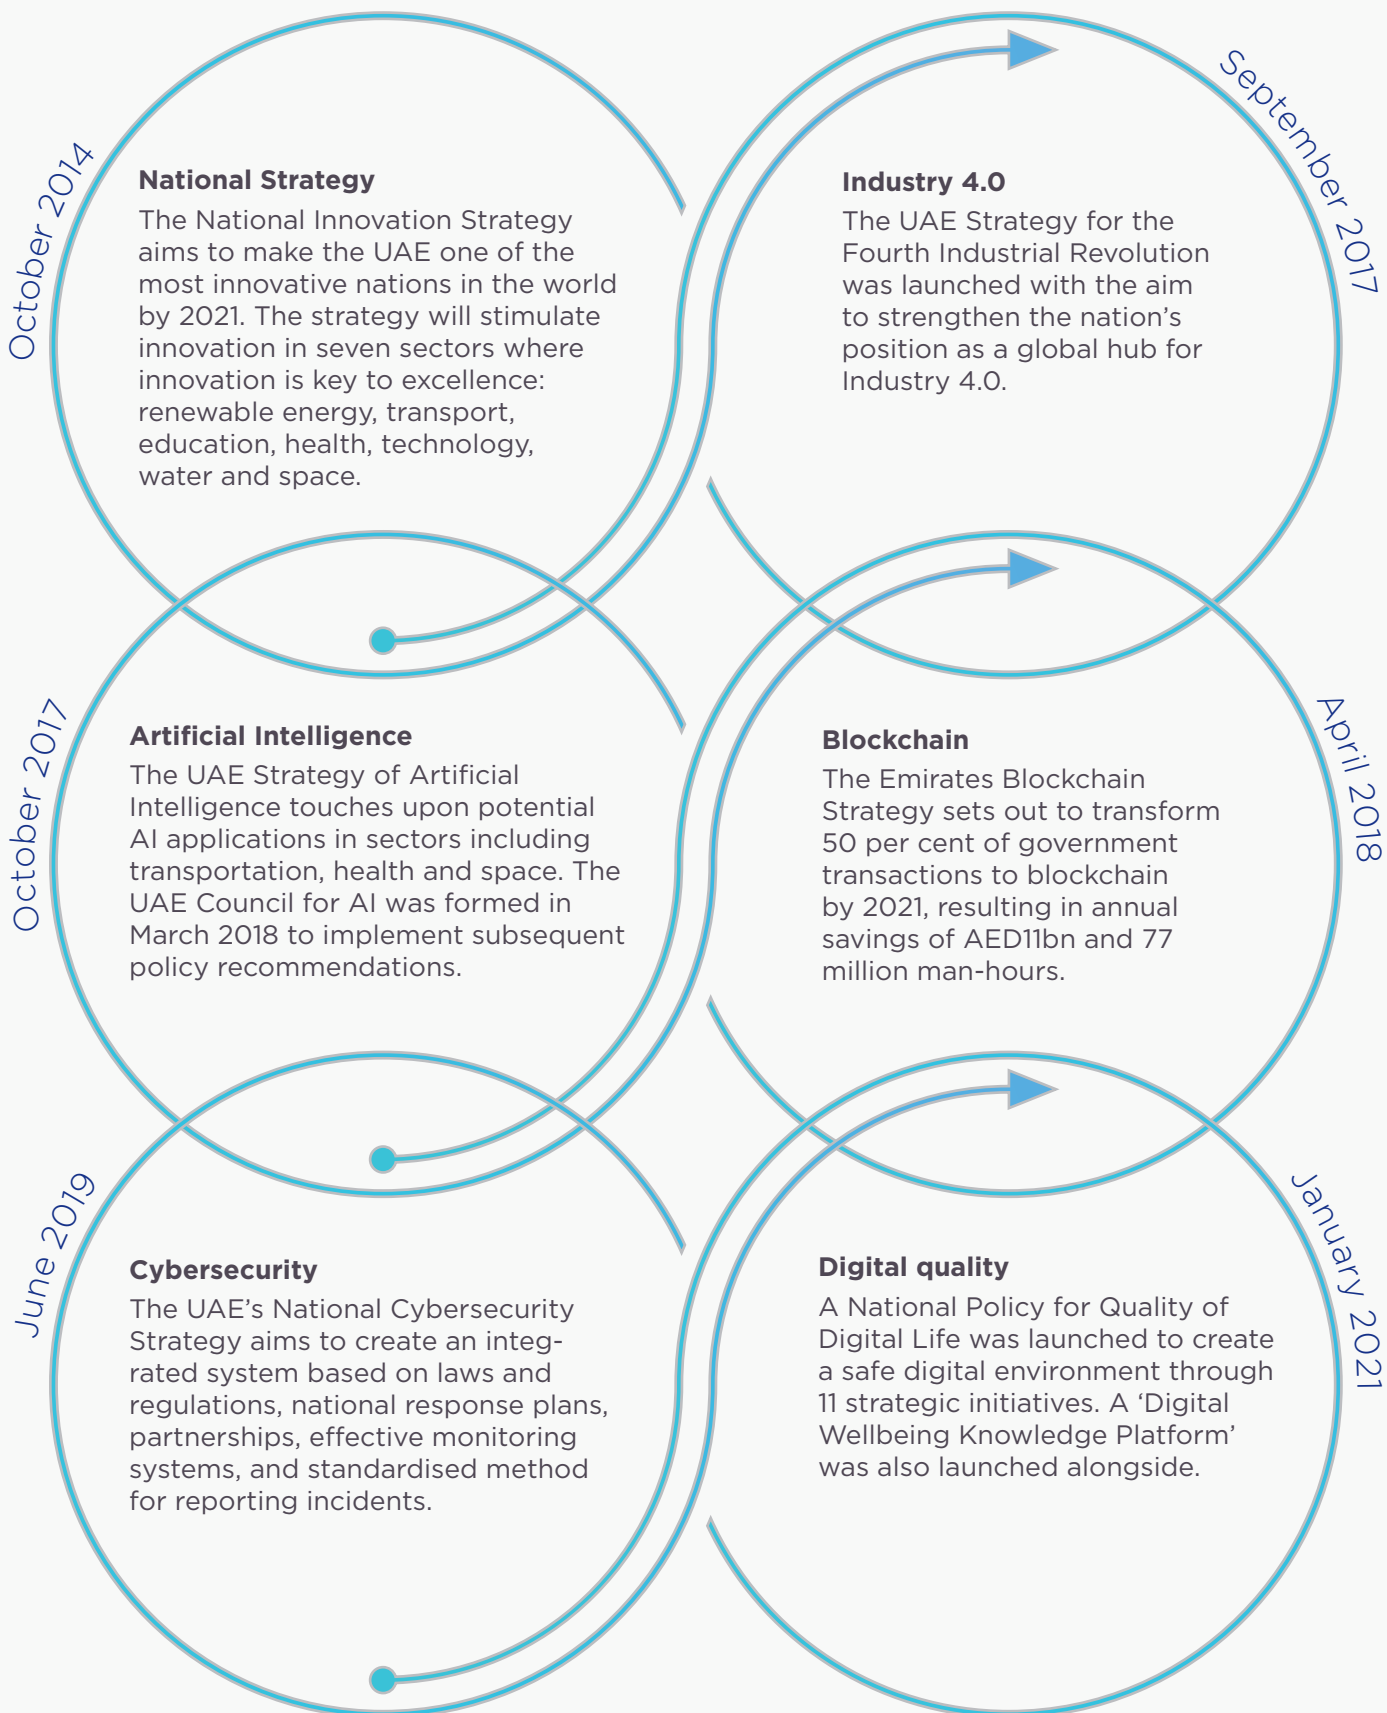 October 2014
National Strategy
The National Innovation Strategy
aims to make the UAE one of the
most innovative nations in the world
by 2021. The strategy will stimulate
innovation in seven sectors where
innovation is key to excellence:
renewable energy, transport,
education, health, technology,
water and space.
September 2017
Industry 4.0
The UAE Strategy for the
Fourth Industrial Revolution
was launched with the aim
to strengthen the nation’s
position as a global hub for
Industry 4.0.
October 2017
Artificial Intelligence
The UAE Strategy of Artificial
Intelligence touches upon potential
AI applications in sectors including
transportation, health and space. The
UAE Council for AI was formed in
March 2018 to implement subsequent
policy recommendations.
April 2018
Blockchain
The Emirates Blockchain
Strategy sets out to transform
50 per cent of government
transactions to blockchain
by 2021, resulting in annual
savings of AED11bn and 77
million man-hours.
June 2019
Cybersecurity
The UAE’s National Cybersecurity
Strategy aims to create an integ-
rated system based on laws and
regulations, national response plans,
partnerships, effective monitoring
systems, and standardised method
for reporting incidents.
January 2021
Digital quality
A National Policy for Quality of
Digital Life was launched to create
a safe digital environment through
11 strategic initiatives. A ‘Digital
Wellbeing Knowledge Platform’
was also launched alongside.